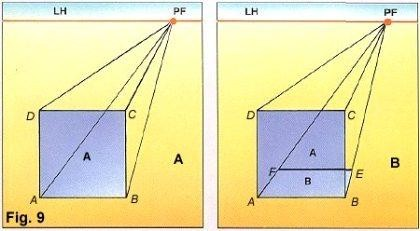 LH PF
D C
A A
A B
Fig. 9
LH PF
D C
A
F B E
B
A B